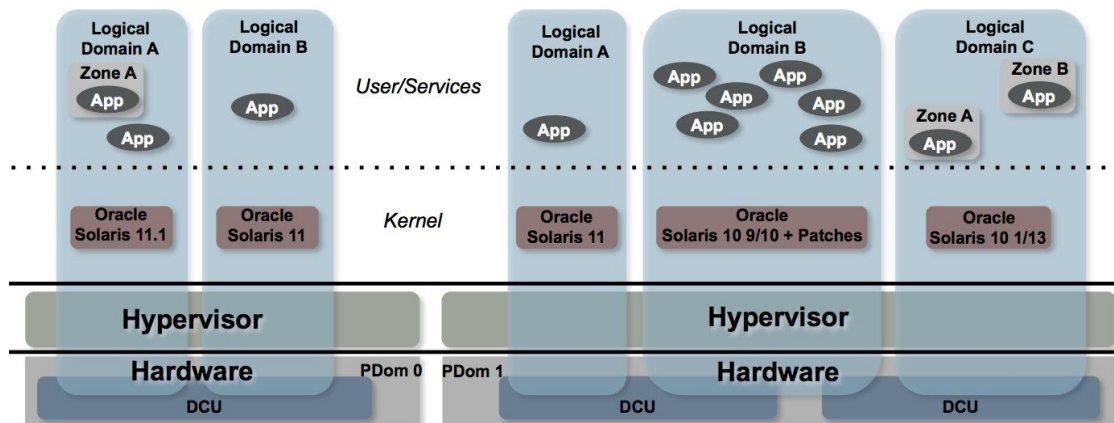 Logical
Domain A
Zone A
App
App
Oracle
Solaris 11.1
Logical
Domain B
App
Oracle
Solaris 11
User/Services
Kernel
Logical
Domain A
App
Oracle
Solaris 11
Logical
Domain B
App
App
App
App
App
App
Oracle
Solaris 10 9/10 + Patches
Logical
Domain C
Zone B
App
Zone A
App
Oracle
Solaris 10 1/13
Hypervisor
Hypervisor
Hardware
PDom 0
DCU
PDom 1
Hardware
DCU
DCU